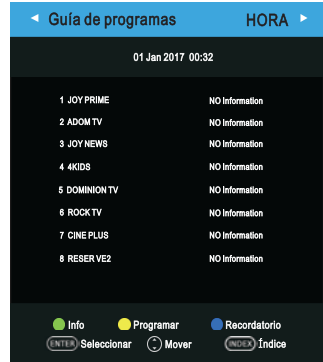 Guía de programas HORA
01 Jan 2017 00:32
1 JOY PRIME NO Information
2 ADOM TV NO Information
3 JOY NEWS NO Information
4 4KIDS NO Information
5 DOMINION TV NO Information
6 ROCK TV NO Information
7 CINE PLUS NO Information
8 RESER VE2 NO Information
Info Programar Recordatorio
ENTER Seleccionar Mover INDEX Índice